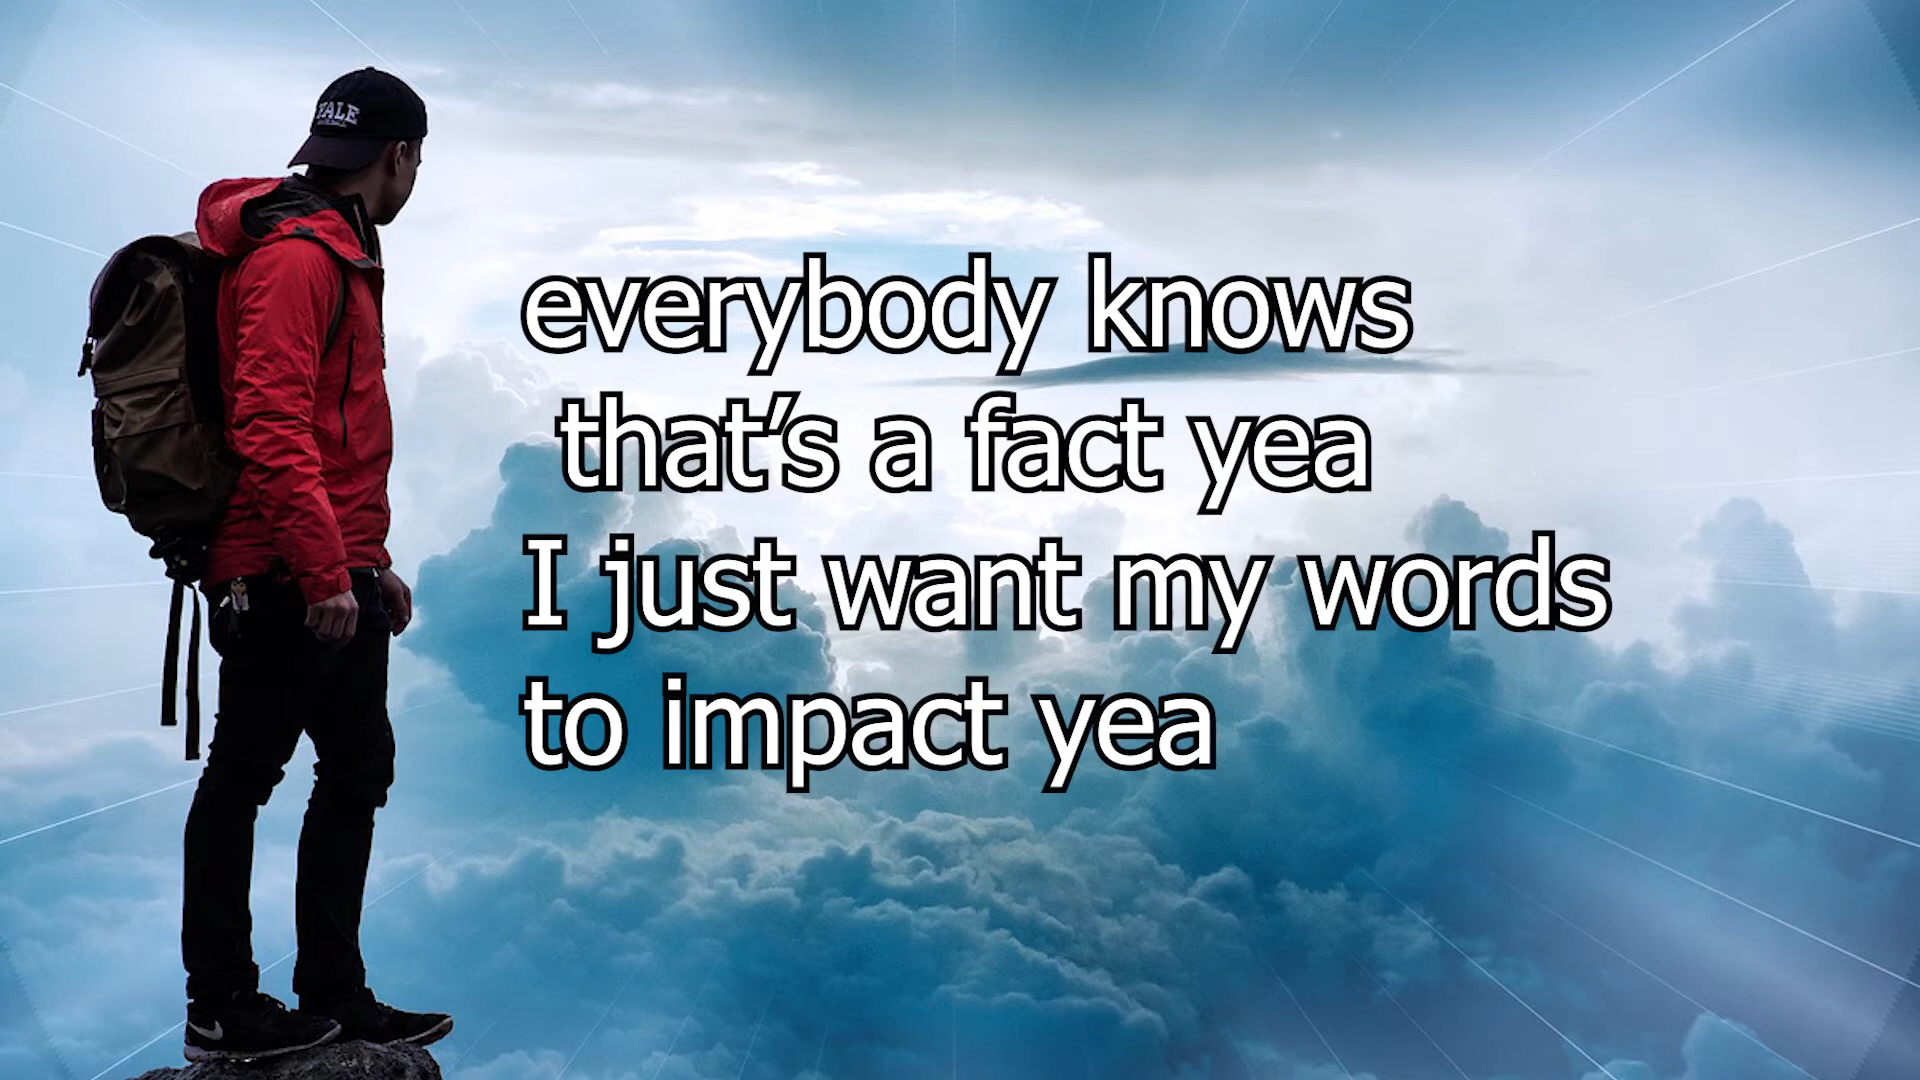 YALE
everybody knows
that’s a fact yea
I just want my words
to impact yea